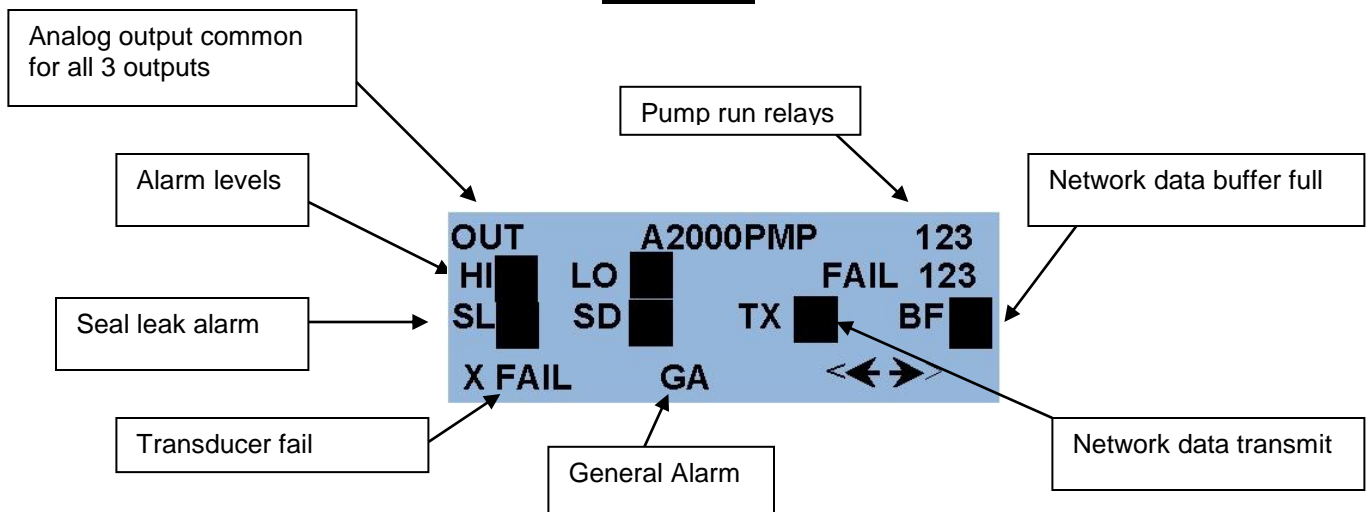 Analog output common
for all 3 outputs
Pump run relays
Alarm levels
Network data buffer full
OUT A2000PMP 123
HI LO FAIL 123
Seal leak alarm
SL SD TX BF
X FAIL GA <←→>
Transducer fail
General Alarm
Network data transmit